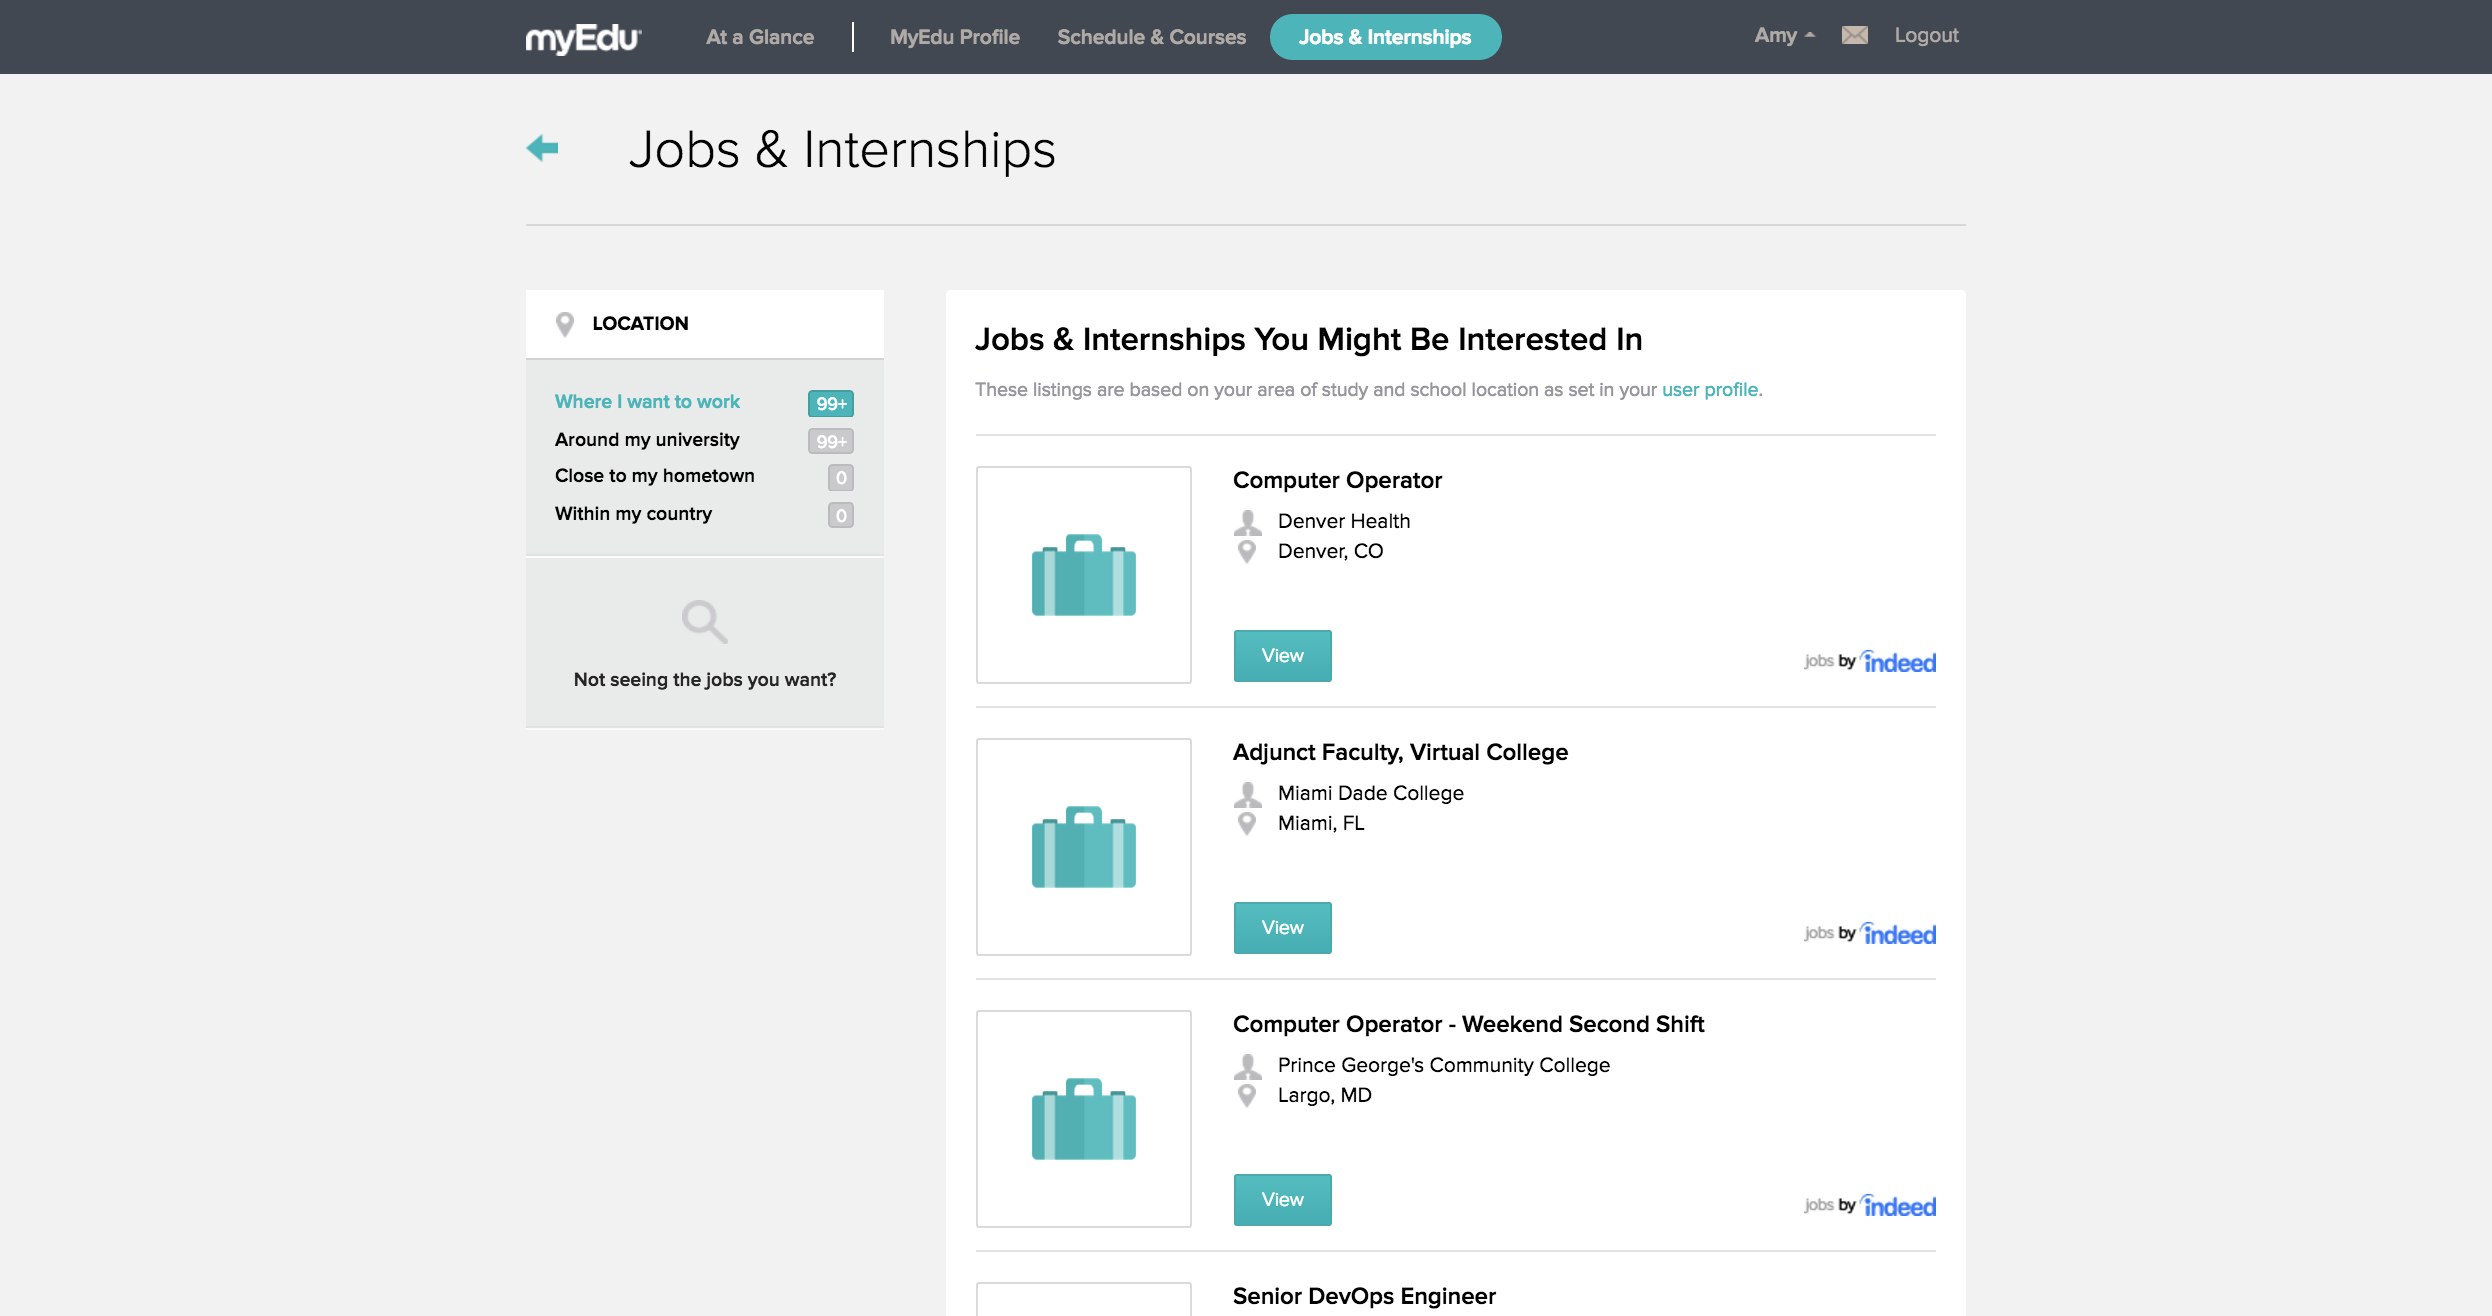 myEdu
At a Glance
MyEdu Profile
Schedule & Courses
Jobs & Internships
Amy
Logout
Jobs & Internships
LOCATION
Where I want to work 99+
Around my university 99+
Close to my hometown 0
Within my country 0
Not seeing the jobs you want?
Jobs & Internships You Might Be Interested In
These listings are based on your area of study and school location as set in your user profile.
Computer Operator
Denver Health
Denver, CO
View
jobs by indeed
Adjunct Faculty, Virtual College
Miami Dade College
Miami, FL
View
jobs by indeed
Computer Operator - Weekend Second Shift
Prince George's Community College
Largo, MD
View
jobs by indeed
Senior DevOps Engineer